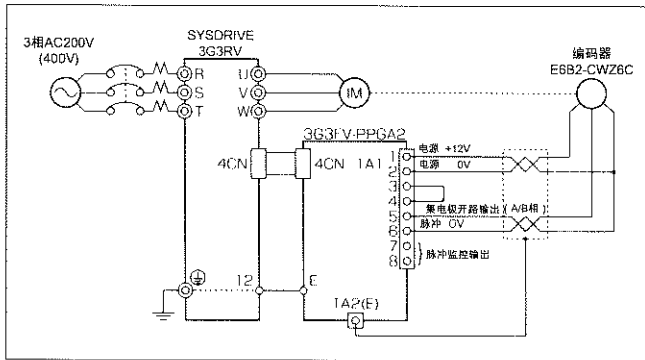 3相AC200V
(400V)
SYSDRIVE
3G3RV
编码器
E6B2-CWZ6C
R
S
T
U
V
W
IM
3G3FV-PPGA2
4CN
4CN
1A1
1
电源 +12V
2
电源 0V
3
4
5
集电极开路输出(A/B相)
6
脉冲 0V
7
8
脉冲监控输出
12
E
1A2(E)